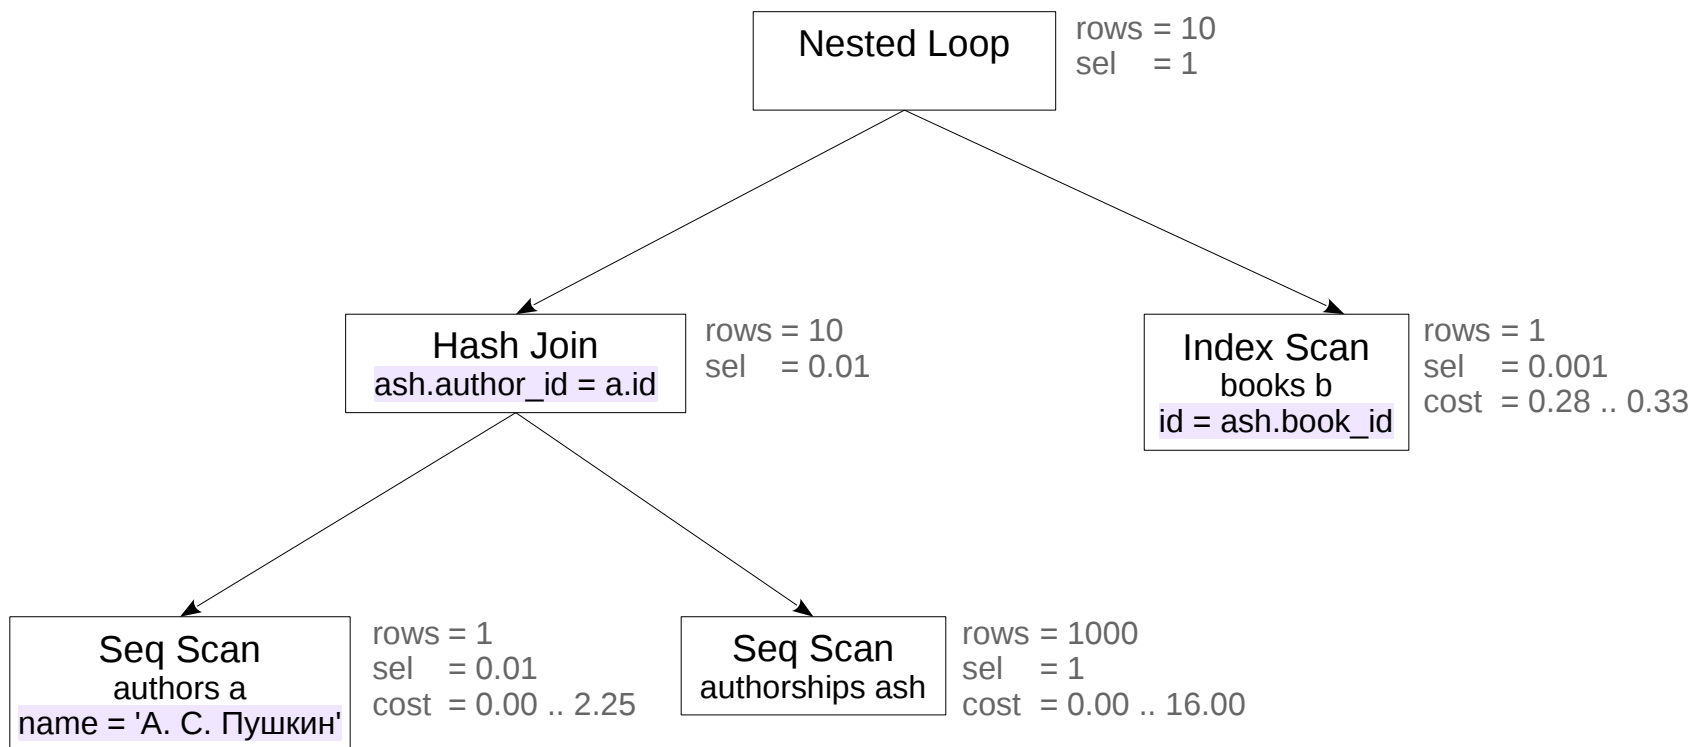 Nested Loop
rows = 10
sel = 1
Hash Join
ash.author_id = a.id
rows = 10
sel = 0.01
Index Scan
books b
id = ash.book_id
rows = 1
sel = 0.001
cost = 0.28 .. 0.33
Seq Scan
authors a
name = 'А. С. Пушкин'
rows = 1
sel = 0.01
cost = 0.00 .. 2.25
Seq Scan
authorships ash
rows = 1000
sel = 1
cost = 0.00 .. 16.00